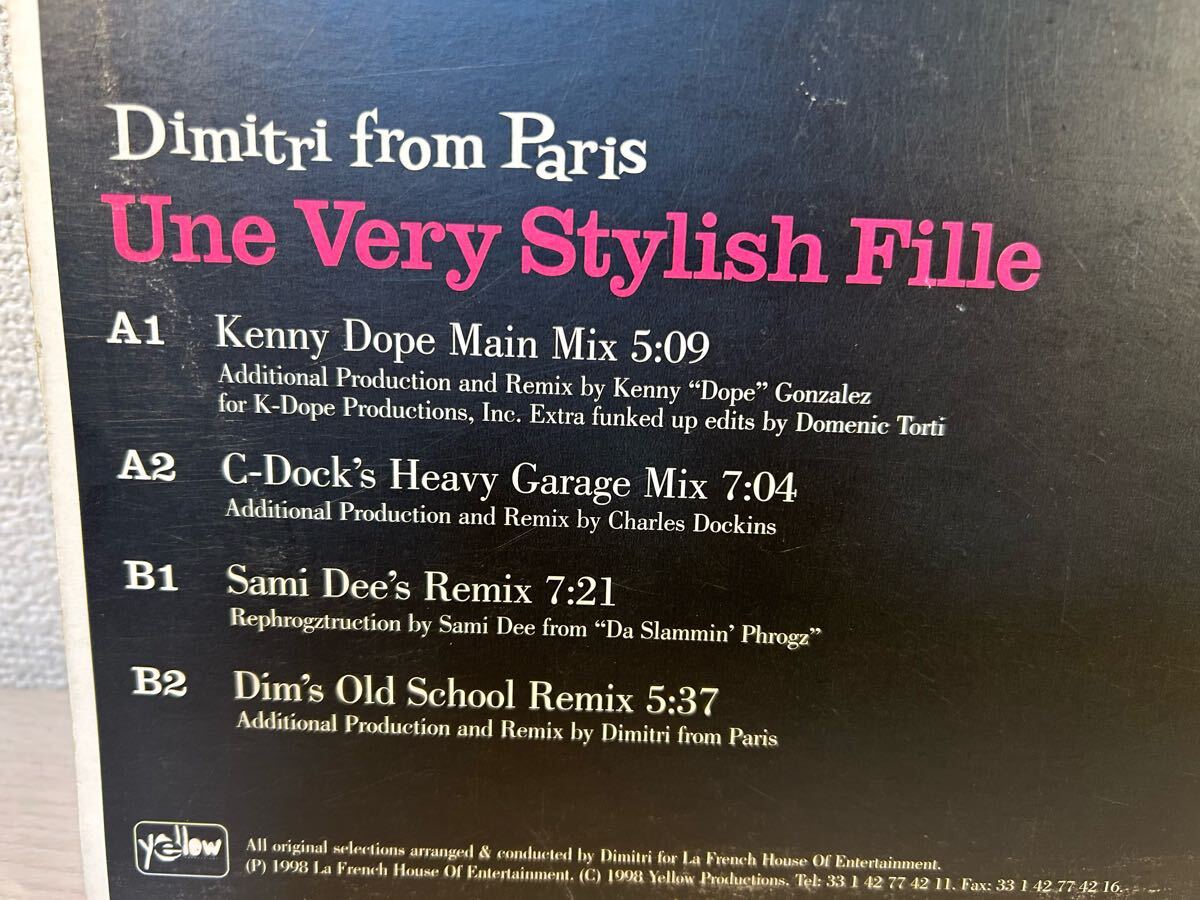 Dimitri from Paris
Une Very Stylish Fille
A1 Kenny Dope Main Mix 5:09
Additional Production and Remix by Kenny “Dope” Gonzalez
for K-Dope Productions, Inc. Extra funked up edits by Domenic Torti
A2 C-Dock's Heavy Garage Mix 7:04
Additional Production and Remix by Charles Dockins
B1 Sami Dee's Remix 7:21
Rephrogztruction by Sami Dee from “Da Slammin' Phrogz”
B2 Dim's Old School Remix 5:37
Additional Production and Remix by Dimitri from Paris
yellow
All original selections arranged & conducted by Dimitri for La French House Of Entertainment.
(P) 1998 La French House Of Entertainment. (C) 1998 Yellow Productions. Tel: 33 1 42 77 42 11. Fax: 33 1 42 77 42 16.